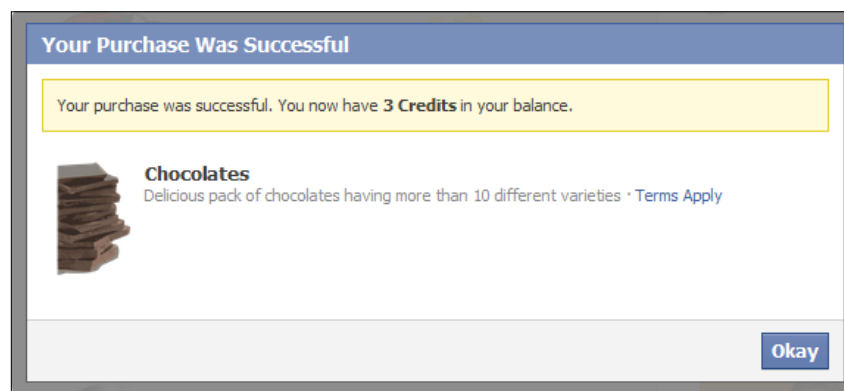 Your Purchase Was Successful
Your purchase was successful. You now have 3 Credits in your balance.
Chocolates
Delicious pack of chocolates having more than 10 different varieties · Terms Apply
Okay